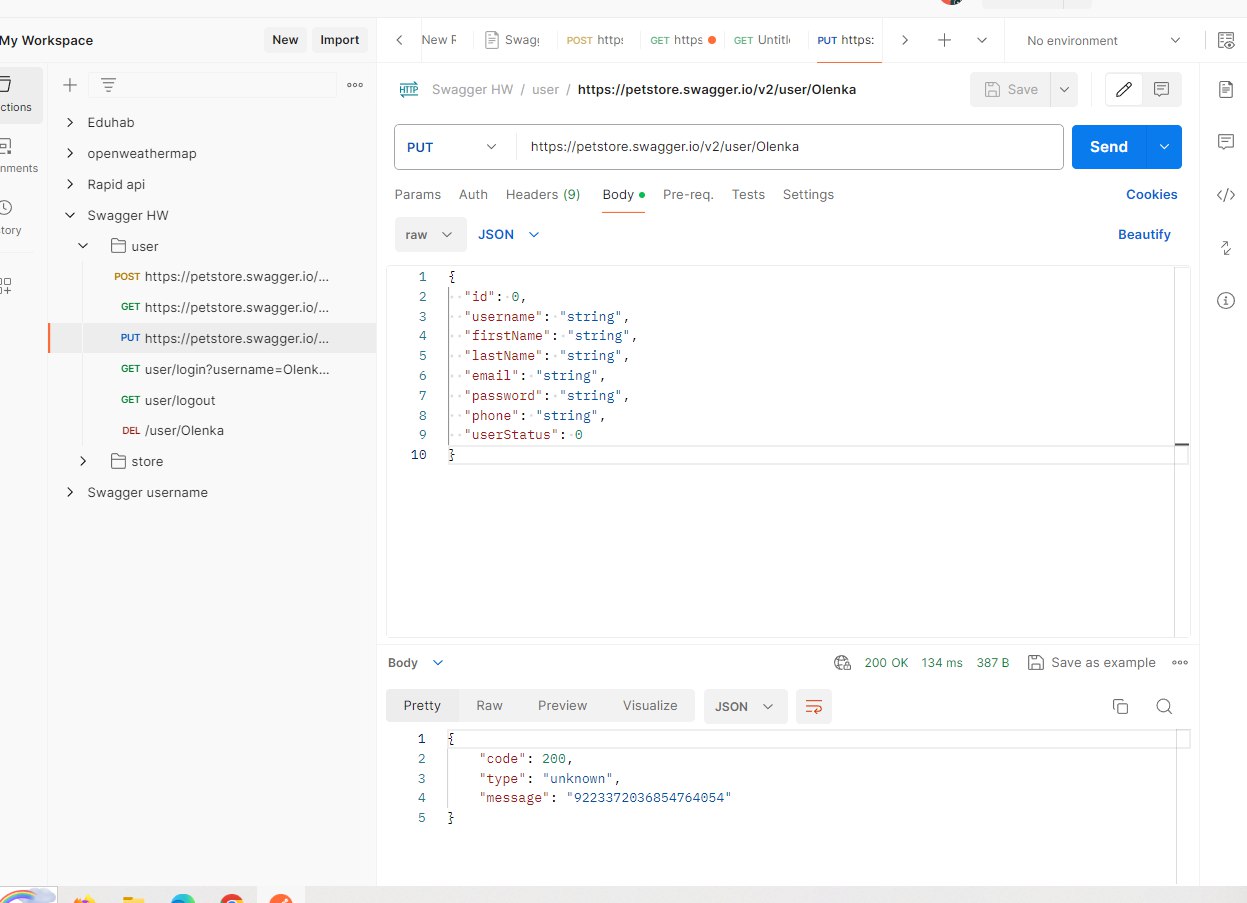 My Workspace
New
Import
New R
Swag
POST https
GET https
GET Untitl
PUT https:
No environment
ctions
nments
tory
Eduhab
openweathermap
Rapid api
Swagger HW
user
POST https://petstore.swagger.io/...
GET https://petstore.swagger.io/...
PUT https://petstore.swagger.io/...
GET user/login?username=Olenk...
GET user/logout
DEL /user/Olenka
store
Swagger username
HTTP Swagger HW / user / https://petstore.swagger.io/v2/user/Olenka
Save
PUT https://petstore.swagger.io/v2/user/Olenka
Send
Params Auth Headers (9) Body Pre-req. Tests Settings
Cookies
raw JSON
Beautify
1 {
2 "id": 0,
3 "username": "string",
4 "firstName": "string",
5 "lastName": "string",
6 "email": "string",
7 "password": "string",
8 "phone": "string",
9 "userStatus": 0
10 }
Body
200 OK 134 ms 387 B Save as example
Pretty Raw Preview Visualize JSON
1 {
2 "code": 200,
3 "type": "unknown",
4 "message": "9223372036854764054"
5 }